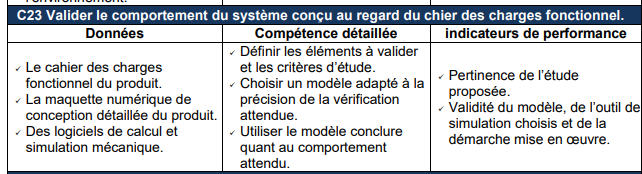 l'environnement.
C23 Valider le comportement du système conçu au regard du chier des charges fonctionnel.
Données
Compétence détaillée
indicateurs de performance
✓ Le cahier des charges
fonctionnel du produit.
✓ La maquette numérique de
conception détaillée du produit.
✓ Des logiciels de calcul et
simulation mécanique.
✓ Définir les éléments à valider
et les critères d'étude.
✓ Choisir un modèle adapté à la
précision de la vérification
attendue.
✓ Utiliser le modèle conclure
quant au comportement
attendu.
✓ Pertinence de l'étude
proposée.
✓ Validité du modèle, de l'outil de
simulation choisis et de la
démarche mise en œuvre.